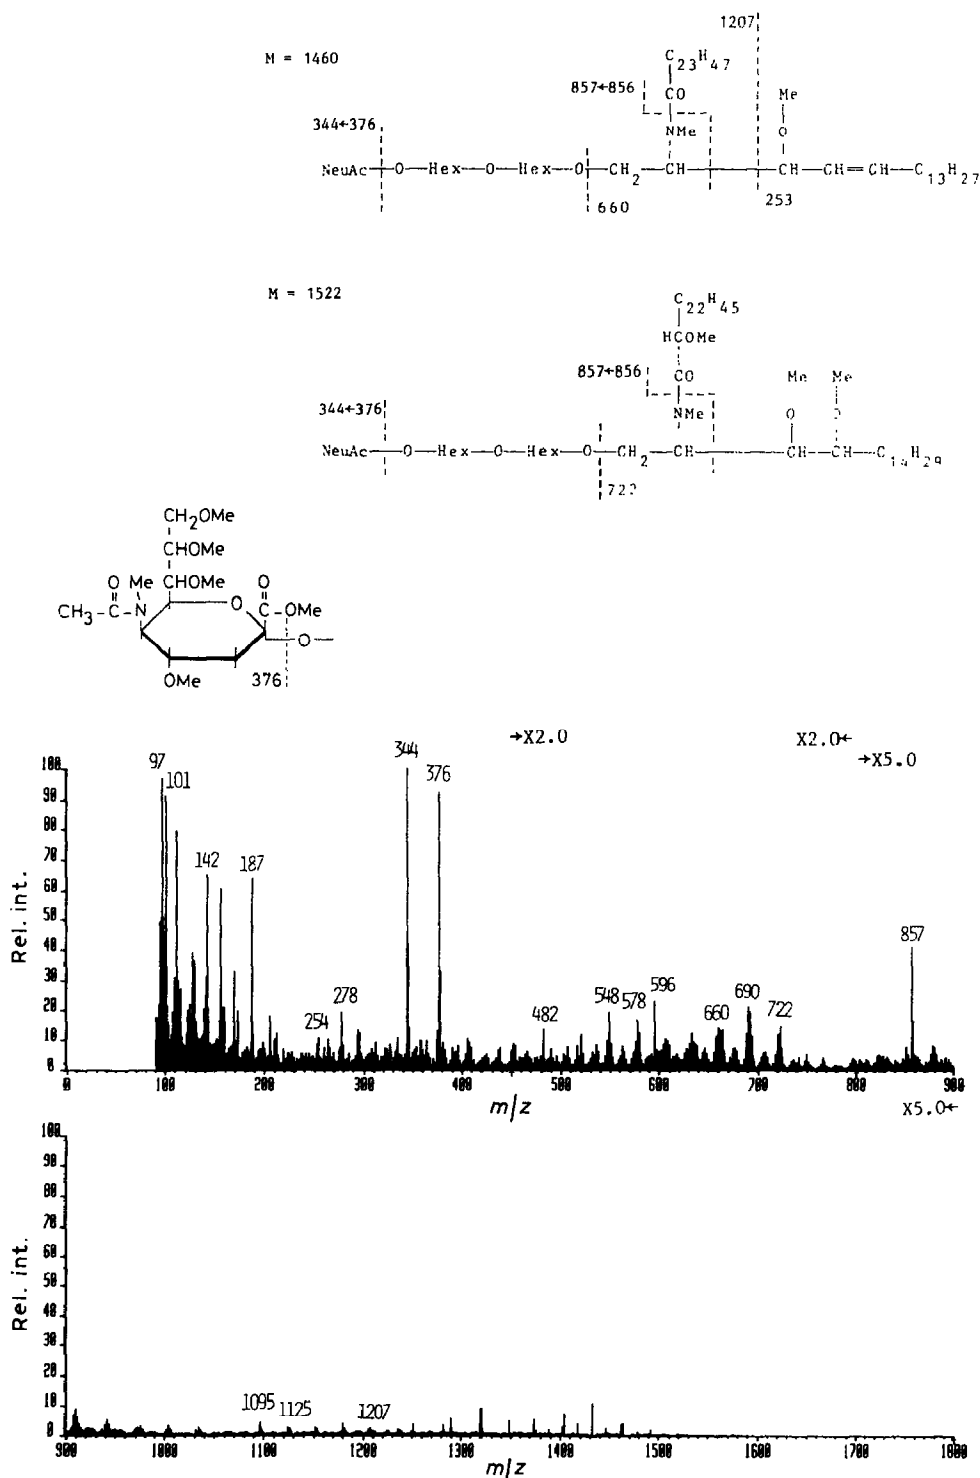 1207
M = 1460
C23H47
857←856
CO
Me
344←376
NMe
O
NeuAc—O—Hex—O—Hex—O—CH2—CH—CH—CH=CH—C13H27
660
253
M = 1522
C22H45
HCOMe
857←856
CO
Me Me
344←376
NMe
O
NeuAc—O—Hex—O—Hex—O—CH2—CH—CH—CH—
CH2OMe
CHOMe
O Me CHOMe O
CH3—C—N O C—OMe
O
OMe 376
→X2.0 X2.0← →X5.0
97 101 142 187 254 278 344 376 482 548 578 596 660 690 722 857
Rel. int.
100 90 80 70 60 50 40 30 20 10 0
0 100 200 300 400 500 600 700 800 900
m/z
X5.0←
Rel. int.
100 90 80 70 60 50 40 30 20 10 0
1095 1125 1207
900 1000 1100 1200 1300 1400 1500 1600 1700 1800
m/z